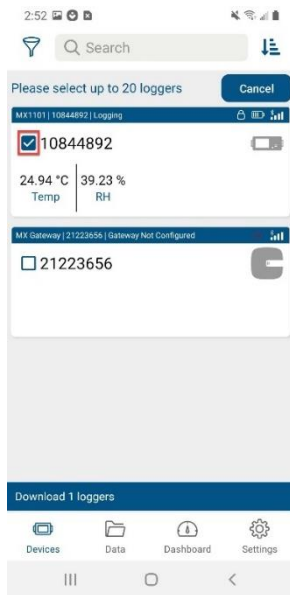 2:52
Search
Please select up to 20 loggers
Cancel
MX1101 | 10844892 | Logging
10844892
24.94 °C 39.23 %
Temp RH
MX Gateway | 21223656 | Gateway Not Configured
21223656
Download 1 loggers
Devices Data Dashboard Settings